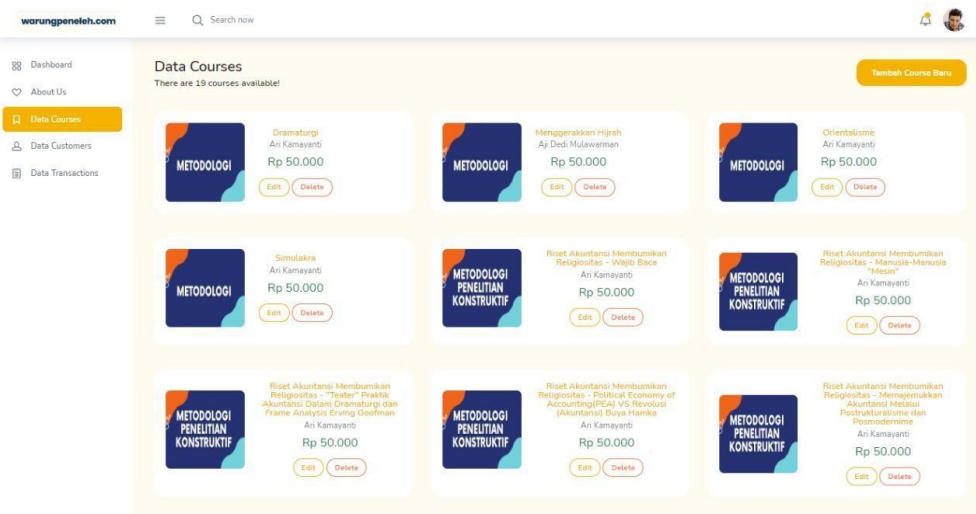 warungpeneleh.com
Search now
Dashboard
About Us
Data Courses
Data Customers
Data Transactions
Data Courses
There are 19 courses available!
Tambah Course Baru
METODOLOGI
Dramaturgi
Ari Kamayanti
Rp 50.000
Edit
Delete
METODOLOGI
Menggerakkan Hijrah
Aji Dedi Mulawarman
Rp 50.000
Edit
Delete
METODOLOGI
Orientalisme
Ari Kamayanti
Rp 50.000
Edit
Delete
METODOLOGI
Simulakra
Ari Kamayanti
Rp 50.000
Edit
Delete
METODOLOGI
PENELITIAN
KONSTRUKTIF
Riset Akuntansi Membumikan
Religiositas - Wajib Baca
Ari Kamayanti
Rp 50.000
Edit
Delete
METODOLOGI
PENELITIAN
KONSTRUKTIF
Riset Akuntansi Membumikan
Religiositas - Manusia-Manusia
"Mesin"
Ari Kamayanti
Rp 50.000
Edit
Delete
METODOLOGI
PENELITIAN
KONSTRUKTIF
Riset Akuntansi Membumikan
Religiositas - "Teater" Praktik
Akuntansi Dalam Dramaturgi dan
Frame Analysis Erving Goofman
Ari Kamayanti
Rp 50.000
Edit
Delete
METODOLOGI
PENELITIAN
KONSTRUKTIF
Riset Akuntansi Membumikan
Religiositas - Political Economy of
Accounting(PEA) VS Revolusi
(Akuntansi) Buya Hamka
Ari Kamayanti
Rp 50.000
Edit
Delete
METODOLOGI
PENELITIAN
KONSTRUKTIF
Riset Akuntansi Membumikan
Religiositas - Memajemukkan
Akuntansi Melalui
Postrukturalisme dan
Posmodernime
Ari Kamayanti
Rp 50.000
Edit
Delete